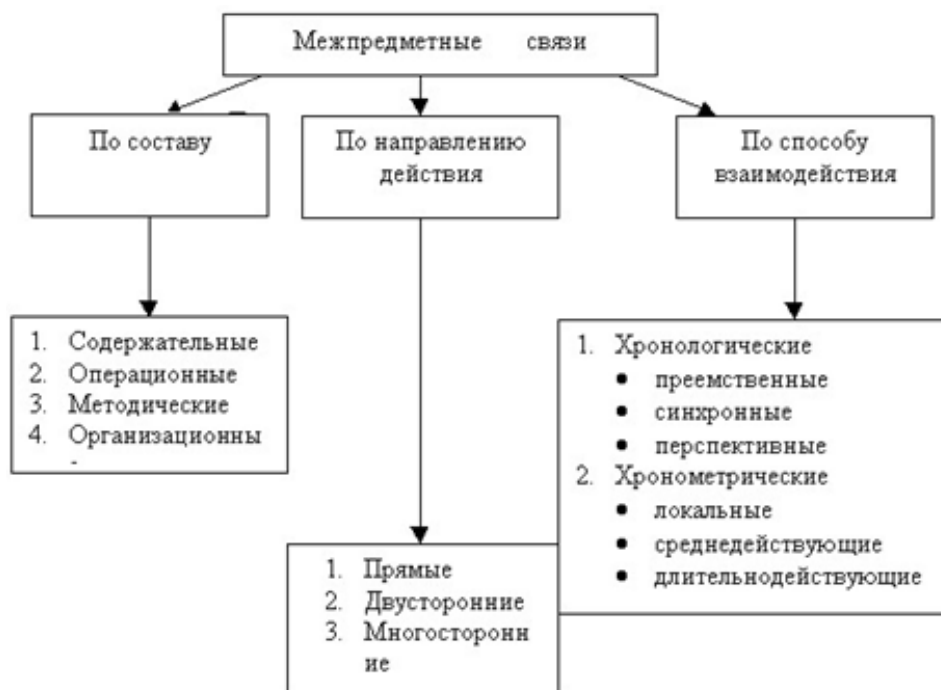 Межпредметные связи
По составу
По направлению
действия
По способу
взаимодействия
1. Содержательные
2. Операционные
3. Методические
4. Организационны
1. Прямые
2. Двусторонние
3. Многосторонн
ие
1. Хронологические
• преемственные
• синхронные
• перспективные
2. Хронометрические
• локальные
• среднедействующие
• длительнодействующие